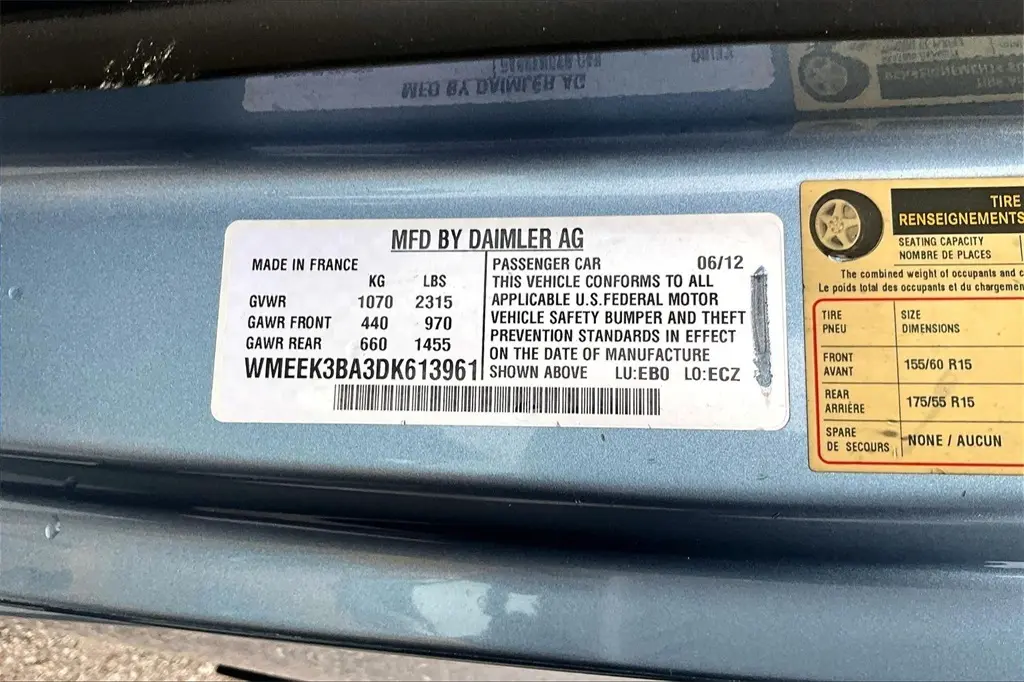 MFD BY DAIMLER AG
MFD BY DAIMLER AG
MADE IN FRANCE
KG LBS
GVWR 1070 2315
GAWR FRONT 440 970
GAWR REAR 660 1455
WMEEK3BA3DK613961
PASSENGER CAR 06/12
THIS VEHICLE CONFORMS TO ALL
APPLICABLE U.S.FEDERAL MOTOR
VEHICLE SAFETY BUMPER AND THEFT
PREVENTION STANDARDS IN EFFECT
ON THE DATE OF MANUFACTURE
SHOWN ABOVE LU:EB0 LO:ECZ
TIRE
RENSEIGNEMENTS
SEATING CAPACITY
NOMBRE DE PLACES
The combined weight of occupants and
Le poids total des occupants et du chargement
TIRE SIZE
PNEU DIMENSIONS
FRONT
AVANT
155/60 R15
REAR
ARRIÈRE
175/55 R15
SPARE
DE SECOURS
NONE / AUCUN